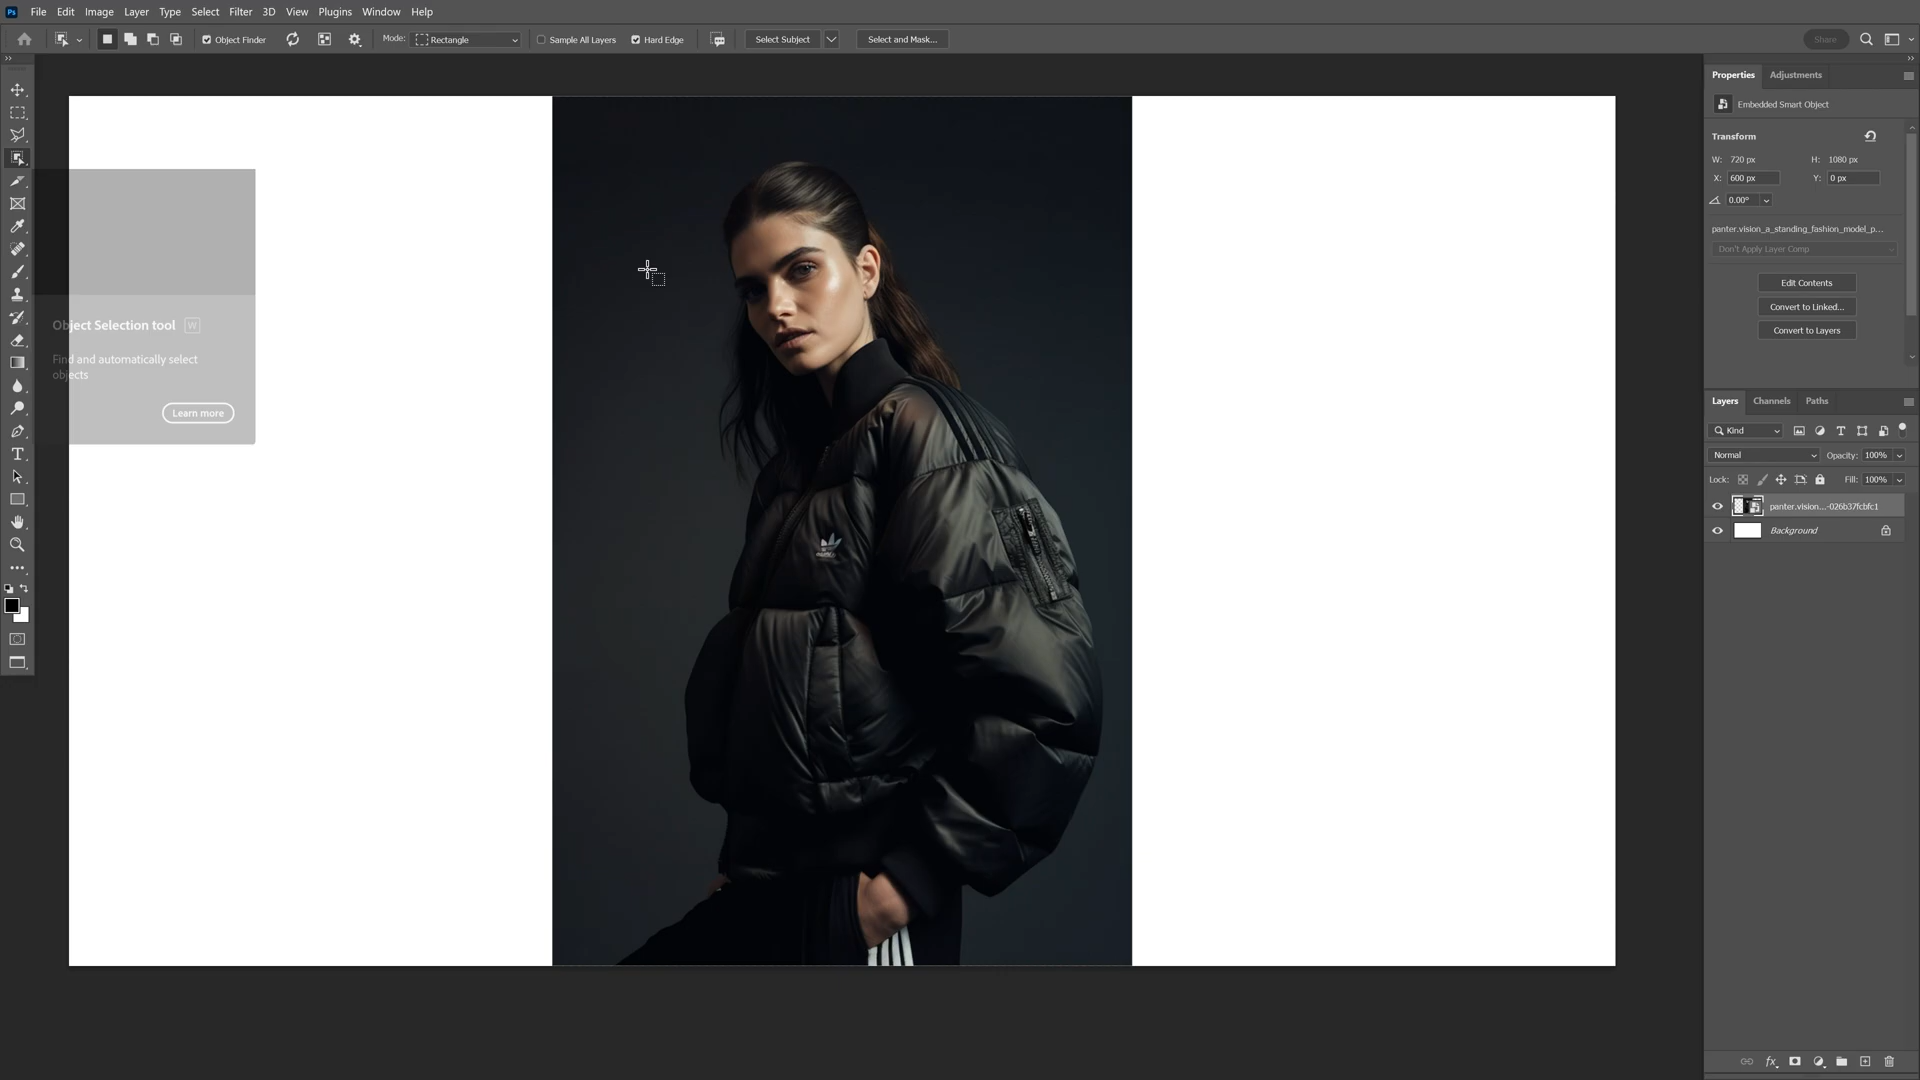 Ps File Edit Image Layer Type Select Filter 3D View Plugins Window Help
Object Finder Mode: Rectangle Sample All Layers Hard Edge Select Subject Select and Mask... Share
Properties Adjustments
Embedded Smart Object
Transform
W: 720 px H: 1080 px
X: 600 px Y: 0 px
0.00°
panter.vision_a_standing_fashion_model_p...
Don't Apply Layer Comp
Edit Contents
Convert to Linked...
Convert to Layers
Object Selection tool W
Find and automatically select
objects
Learn more
Layers Channels Paths
Kind
Normal Opacity: 100%
Lock: Fill: 100%
panter.vision...-026b37fcbfc1
Background